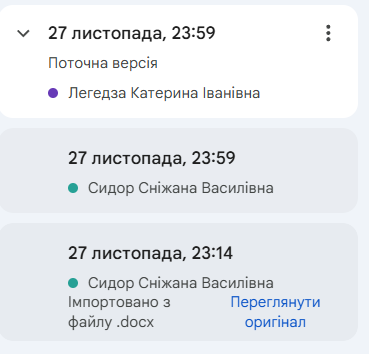 27 листопада, 23:59
Поточна версія
Легедза Катерина Іванівна
27 листопада, 23:59
Сидор Сніжана Василівна
27 листопада, 23:14
Сидор Сніжана Василівна
Імпортовано з Переглянути
файлу .docx оригінал